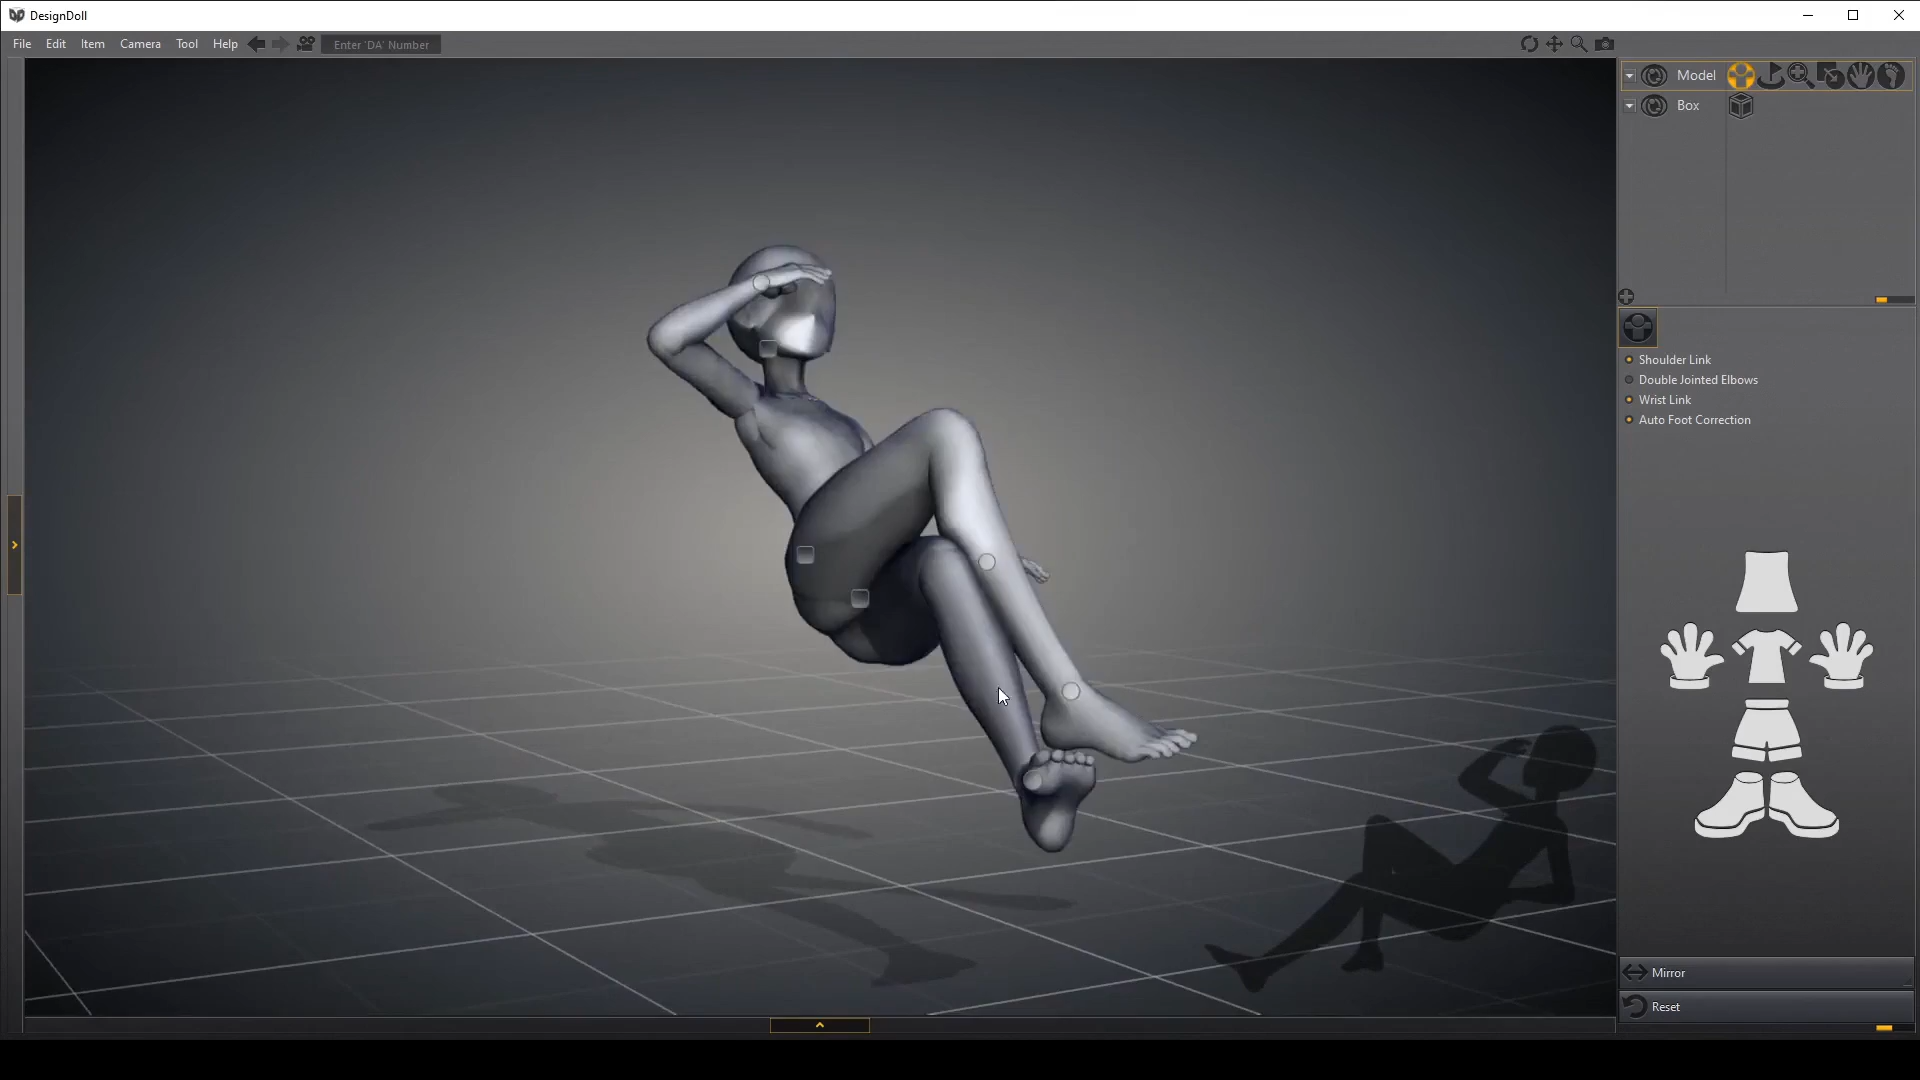 DesignDoll
File Edit Item Camera Tool Help Enter 'DA' Number
Model
Box
Shoulder Link
Double Jointed Elbows
Wrist Link
Auto Foot Correction
Mirror
Reset